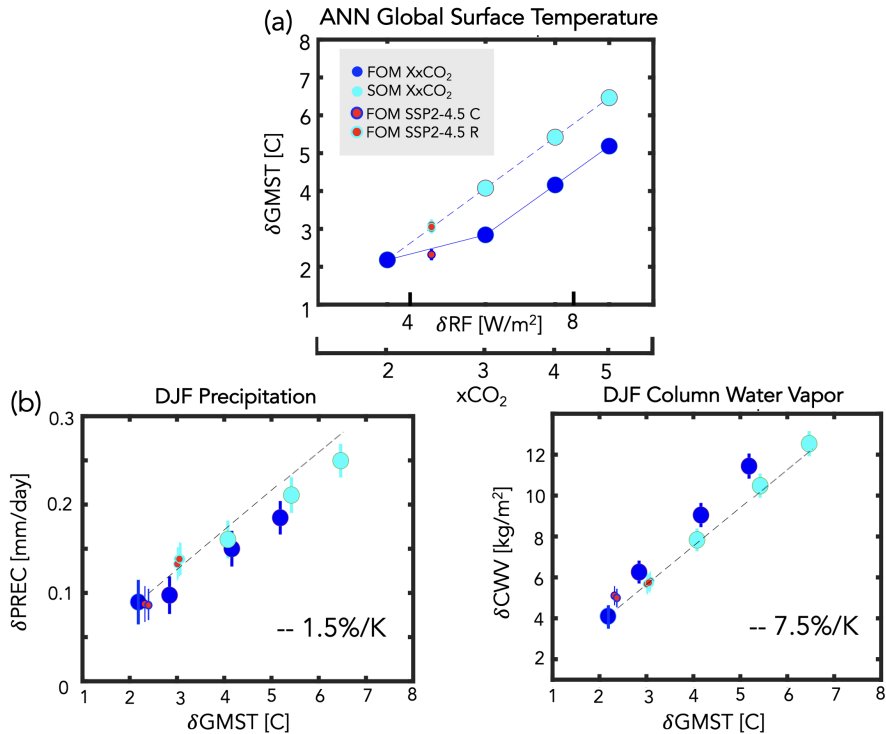 (a) ANN Global Surface Temperature
δGMST [C]
8
7
6
5
4
3
2
1
FOM XxCO₂
SOM XxCO₂
FOM SSP2-4.5 C
FOM SSP2-4.5 R
4 δRF [W/m²] 8
2 3 4 5
xCO₂
(b) DJF Precipitation
δPREC [mm/day]
0.3
0.2
0.1
0
-- 1.5%/K
1 2 3 4 5 6 7 8
δGMST [C]
DJF Column Water Vapor
δCWV [kg/m²]
12
10
8
6
4
2
-- 7.5%/K
1 2 3 4 5 6 7 8
δGMST [C]